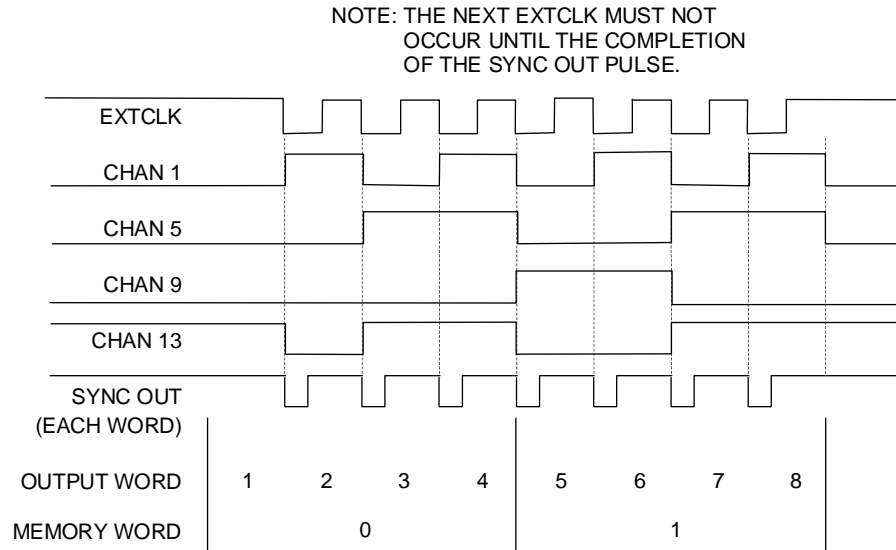 NOTE: THE NEXT EXTCLK MUST NOT
OCCUR UNTIL THE COMPLETION
OF THE SYNC OUT PULSE.
EXTCLK
CHAN 1
CHAN 5
CHAN 9
CHAN 13
SYNC OUT
(EACH WORD)
OUTPUT WORD 1 2 3 4 5 6 7 8
MEMORY WORD 0 1